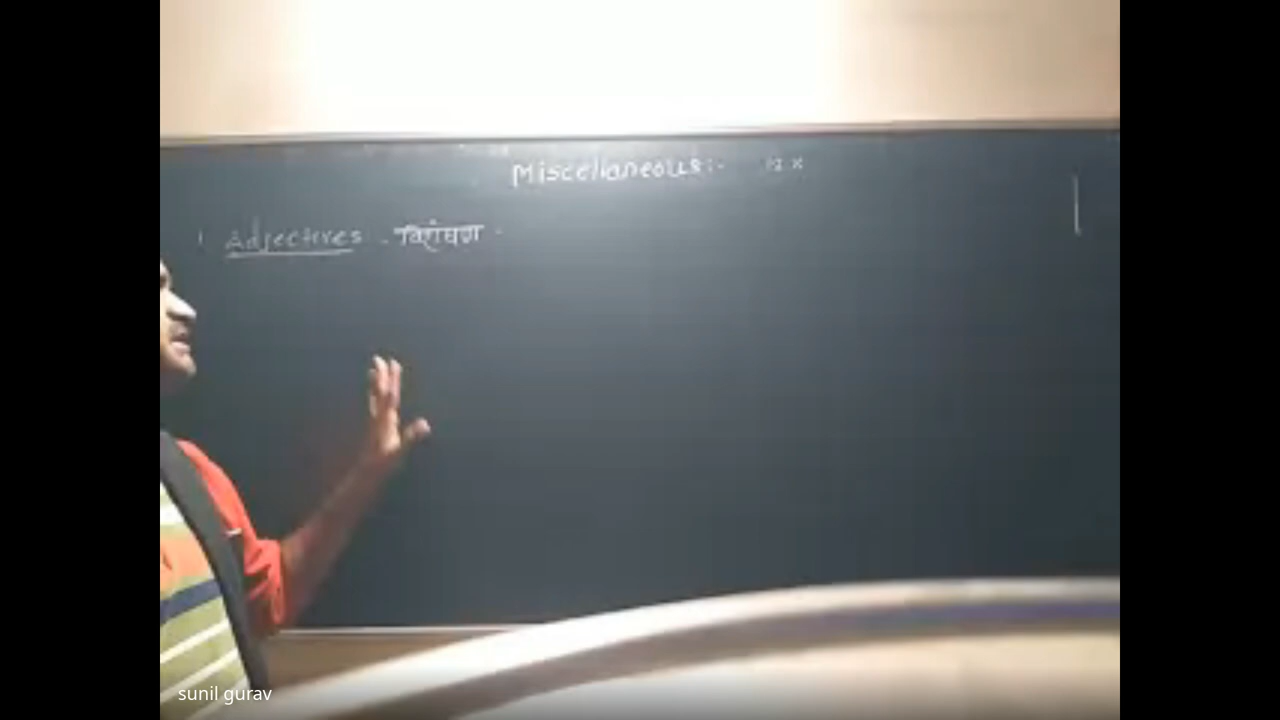 Miscellaneous:-
Adjectives - विशेषण -
sunil gurav